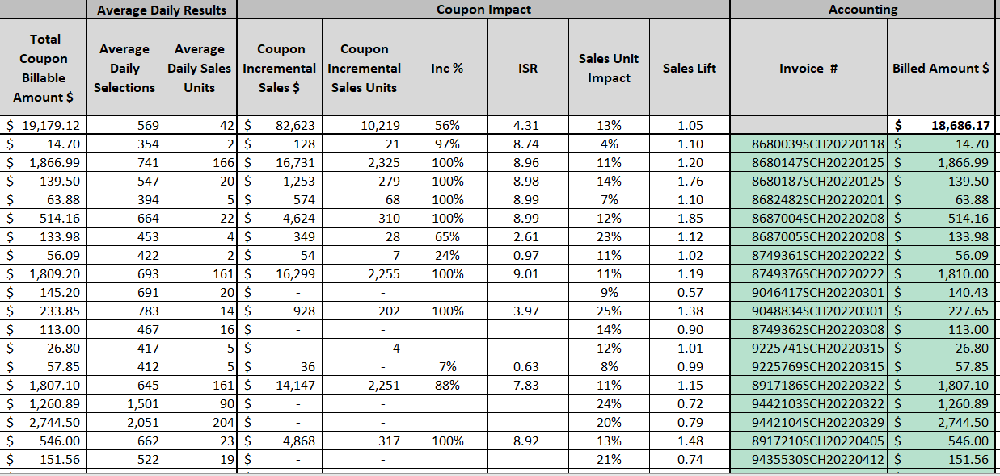 Average Daily Results Coupon Impact Accounting
Total Coupon Billable Amount $ Average Daily Selections Average Daily Sales Units Coupon Incremental Sales $ Coupon Incremental Sales Units Inc % ISR Sales Unit Impact Sales Lift Invoice # Billed Amount $
$ 19,179.12 569 42 $ 82,623 10,219 56% 4.31 13% 1.05 $ 18,686.17
$ 14.70 354 2 $ 128 21 97% 8.74 4% 1.10 8680039SCH20220118 $ 14.70
$ 1,866.99 741 166 $ 16,731 2,325 100% 8.96 11% 1.20 8680147SCH20220125 $ 1,866.99
$ 139.50 547 20 $ 1,253 279 100% 8.98 14% 1.76 8680187SCH20220125 $ 139.50
$ 63.88 394 5 $ 574 68 100% 8.99 7% 1.10 8682482SCH20220201 $ 63.88
$ 514.16 664 22 $ 4,624 310 100% 8.99 12% 1.85 8687004SCH20220208 $ 514.16
$ 133.98 453 4 $ 349 28 65% 2.61 23% 1.12 8687005SCH20220208 $ 133.98
$ 56.09 422 2 $ 54 7 24% 0.97 11% 1.02 8749361SCH20220222 $ 56.09
$ 1,809.20 693 161 $ 16,299 2,255 100% 9.01 11% 1.19 8749376SCH20220222 $ 1,810.00
$ 145.20 691 20 $ - - 9% 0.57 9046417SCH20220301 $ 140.43
$ 233.85 783 14 $ 928 202 100% 3.97 25% 1.38 9048834SCH20220301 $ 227.65
$ 113.00 467 16 $ - - 14% 0.90 8749362SCH20220308 $ 113.00
$ 26.80 417 5 $ - 4 12% 1.01 9225741SCH20220315 $ 26.80
$ 57.85 412 5 $ 36 - 7% 0.63 8% 0.99 9225769SCH20220315 $ 57.85
$ 1,807.10 645 161 $ 14,147 2,251 88% 7.83 11% 1.15 8917186SCH20220322 $ 1,807.10
$ 1,260.89 1,501 90 $ - - 24% 0.72 9442103SCH20220322 $ 1,260.89
$ 2,744.50 2,051 204 $ - - 20% 0.79 9442104SCH20220329 $ 2,744.50
$ 546.00 662 23 $ 4,868 317 100% 8.92 13% 1.48 8917210SCH20220405 $ 546.00
$ 151.56 522 19 $ - - 21% 0.74 9435530SCH20220412 $ 151.56